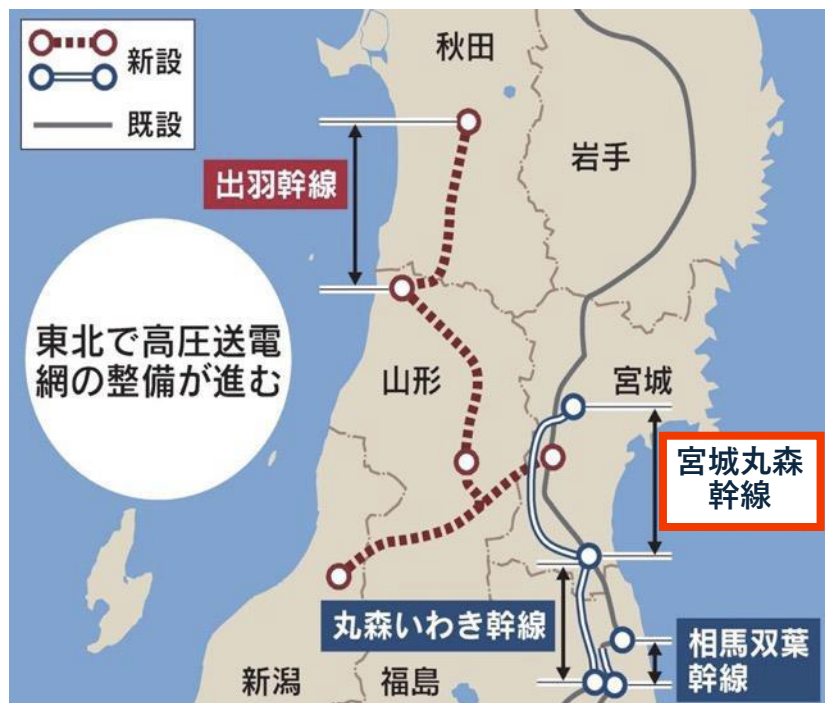 新設
既設
秋田
岩手
出羽幹線
東北で高圧送電
網の整備が進む
山形
宮城
宮城丸森
幹線
丸森いわき幹線
相馬双葉
幹線
新潟
福島